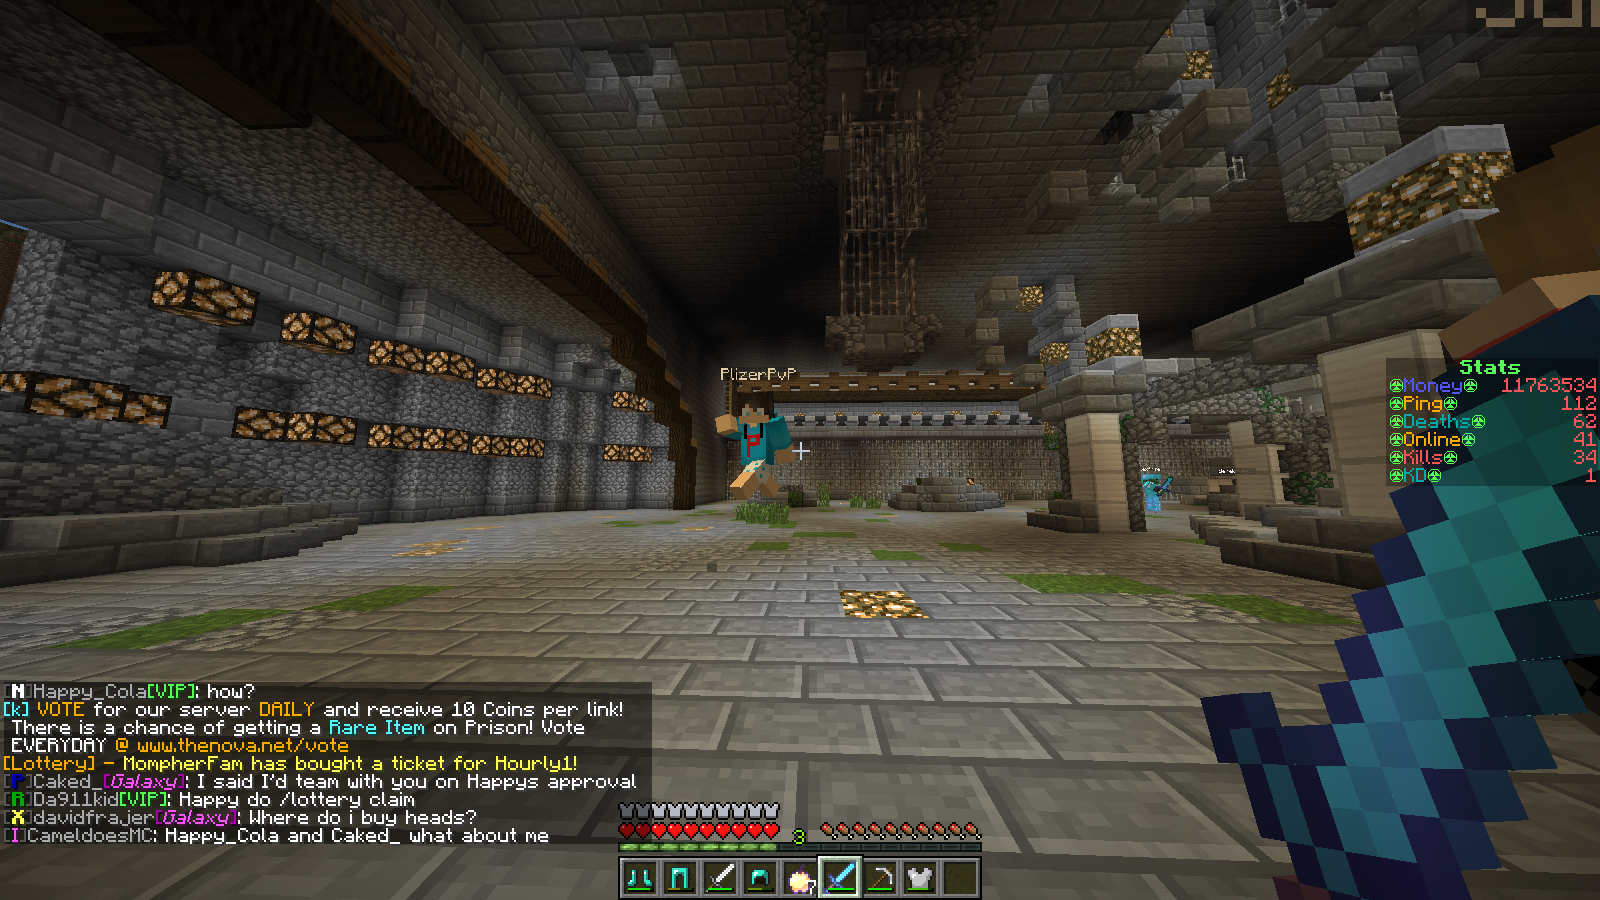 PlizerPvP
Stats
Money 11763534
Ping 112
Deaths 62
Online 41
Kills 34
KD 1
[N]Happy_Cola[VIP]: how?
[k] VOTE for our server DAILY and receive 10 Coins per link!
There is a chance of getting a Rare Item on Prison! Vote
EVERYDAY @ www.thenova.net/vote
[Lottery] - MompherFam has bought a ticket for Hourly1!
[P]Caked_[Galaxy]: I said I'd team with you on Happys approval
[R]Da911kid[VIP]: Happy do /lottery claim
[X]davidfrajer[Galaxy]: Where do i buy heads?
[I]CameldoesMC: Happy_Cola and Caked_ what about me
3
7